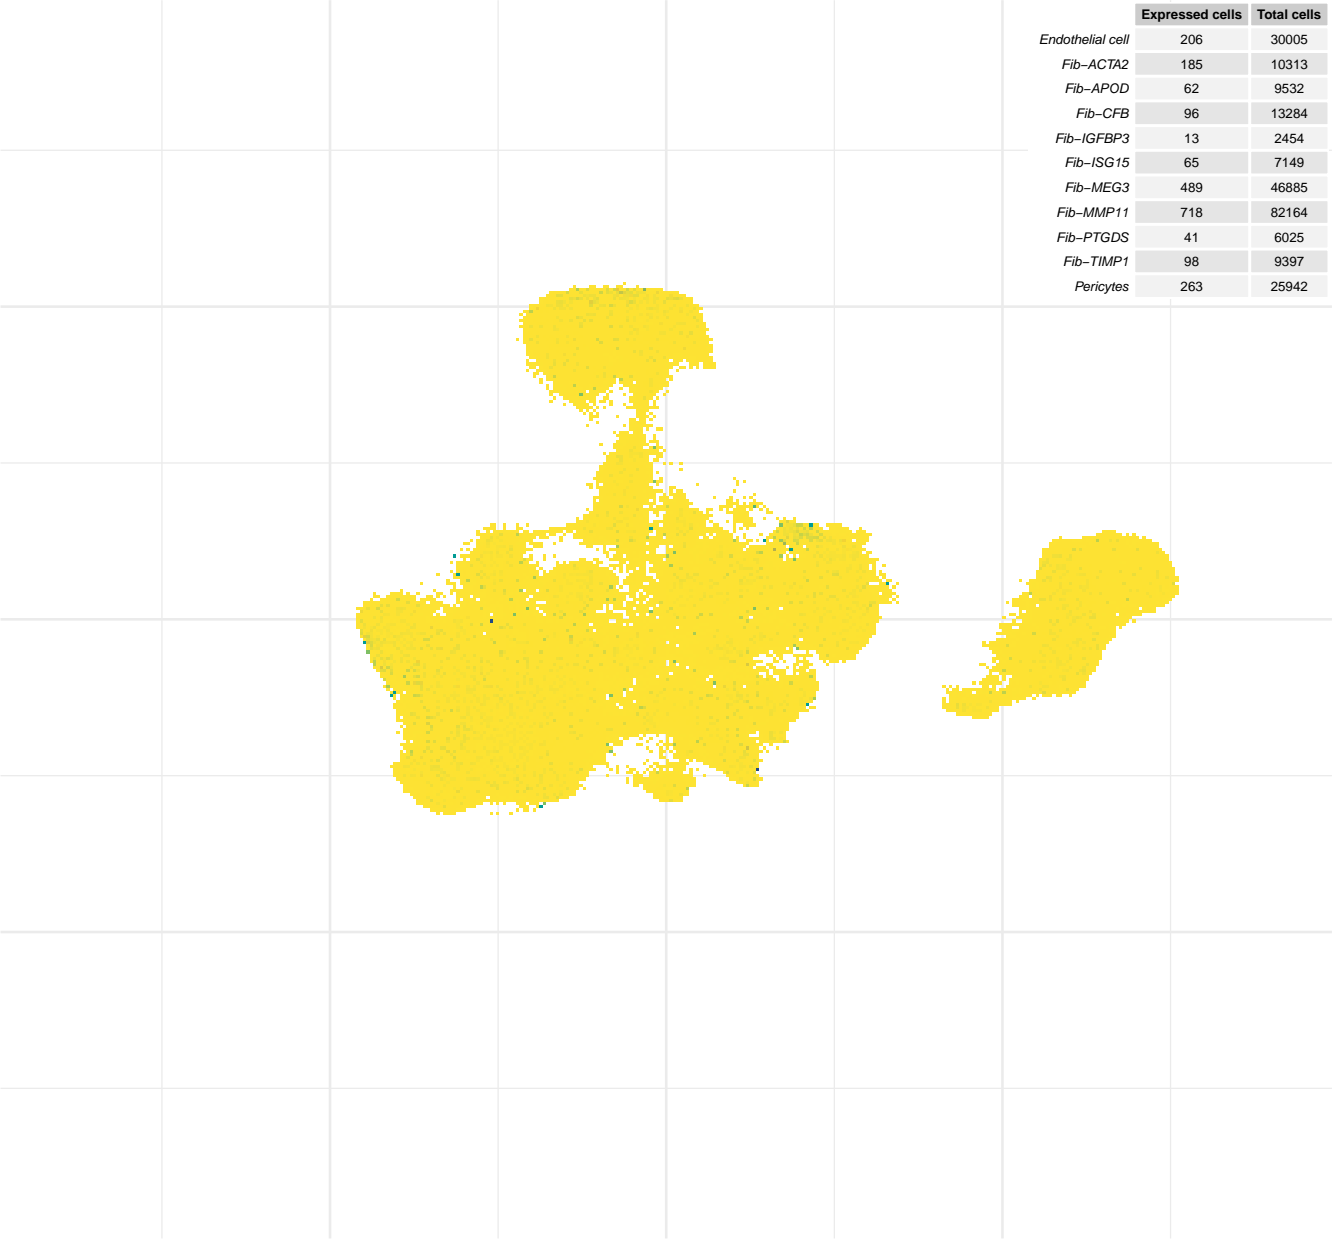 Expressed cells Total cells
Endothelial cell 206 30005
Fib−ACTA2 185 10313
Fib−APOD 62 9532
Fib−CFB 96 13284
Fib−IGFBP3 13 2454
Fib−ISG15 65 7149
Fib−MEG3 489 46885
Fib−MMP11 718 82164
Fib−PTGDS 41 6025
Fib−TIMP1 98 9397
Pericytes 263 25942